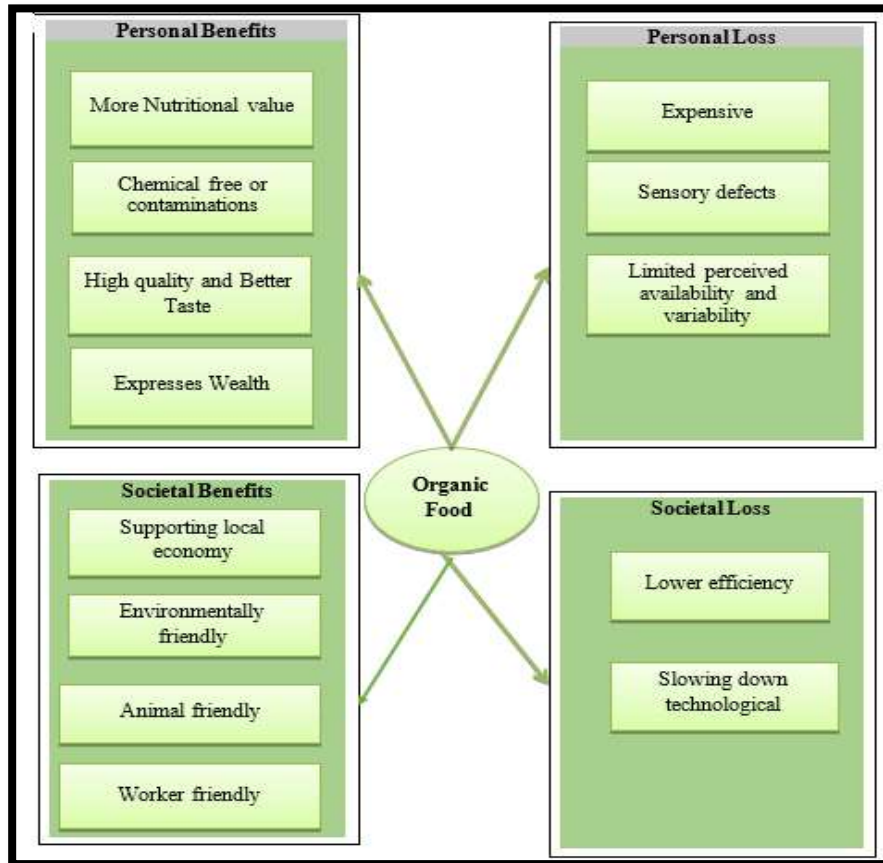 Personal Benefits
More Nutritional value
Chemical free or
contaminations
High quality and Better
Taste
Expresses Wealth
Personal Loss
Expensive
Sensory defects
Limited perceived
availability and
variability
Organic
Food
Societal Benefits
Supporting local
economy
Environmentally
friendly
Animal friendly
Worker friendly
Societal Loss
Lower efficiency
Slowing down
technological